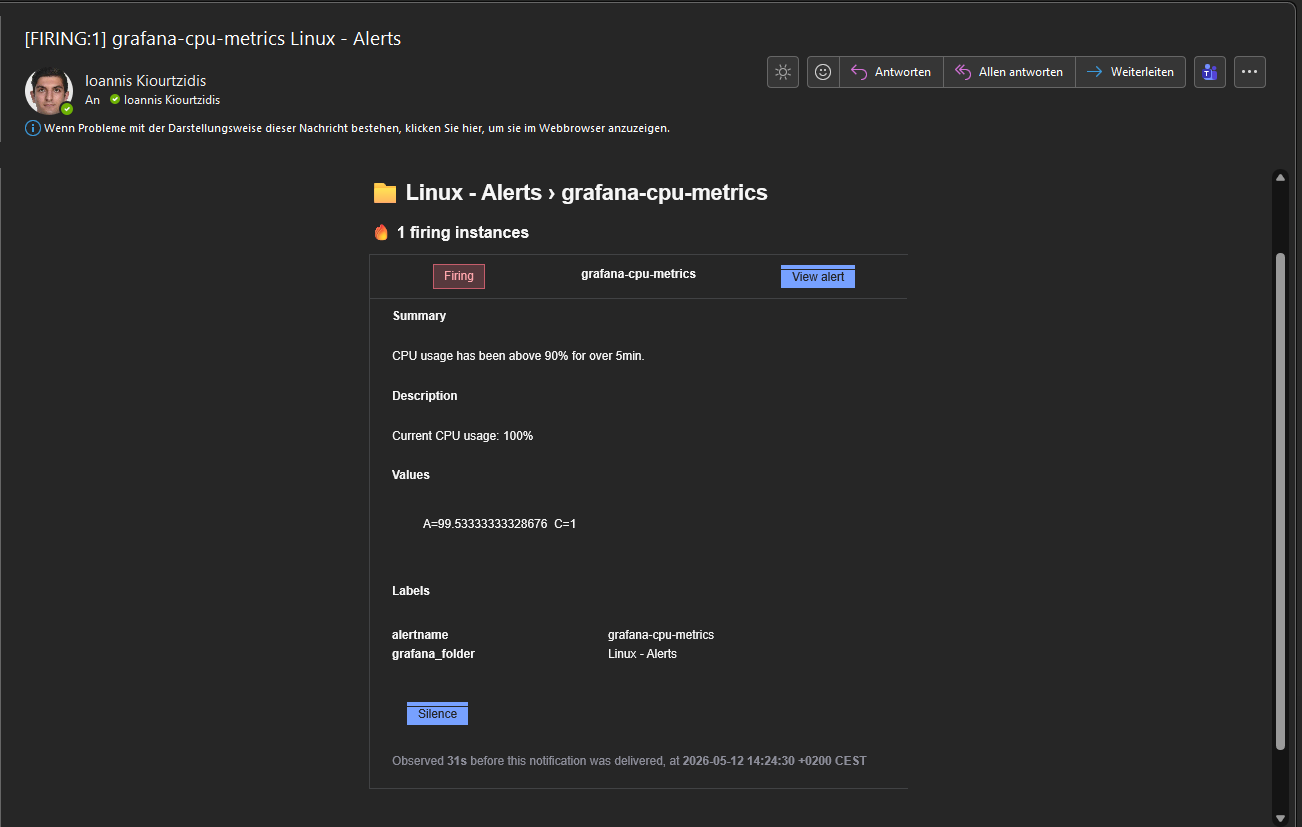 [FIRING:1] grafana-cpu-metrics Linux - Alerts
Ioannis Kiourtzidis
An Ioannis Kiourtzidis
Antworten
Allen antworten
Weiterleiten
Wenn Probleme mit der Darstellungsweise dieser Nachricht bestehen, klicken Sie hier, um sie im Webbrowser anzuzeigen.
Linux - Alerts › grafana-cpu-metrics
1 firing instances
Firing grafana-cpu-metrics View alert
Summary
CPU usage has been above 90% for over 5min.
Description
Current CPU usage: 100%
Values
A=99.53333333328676 C=1
Labels
alertname grafana-cpu-metrics
grafana_folder Linux - Alerts
Silence
Observed 31s before this notification was delivered, at 2026-05-12 14:24:30 +0200 CEST